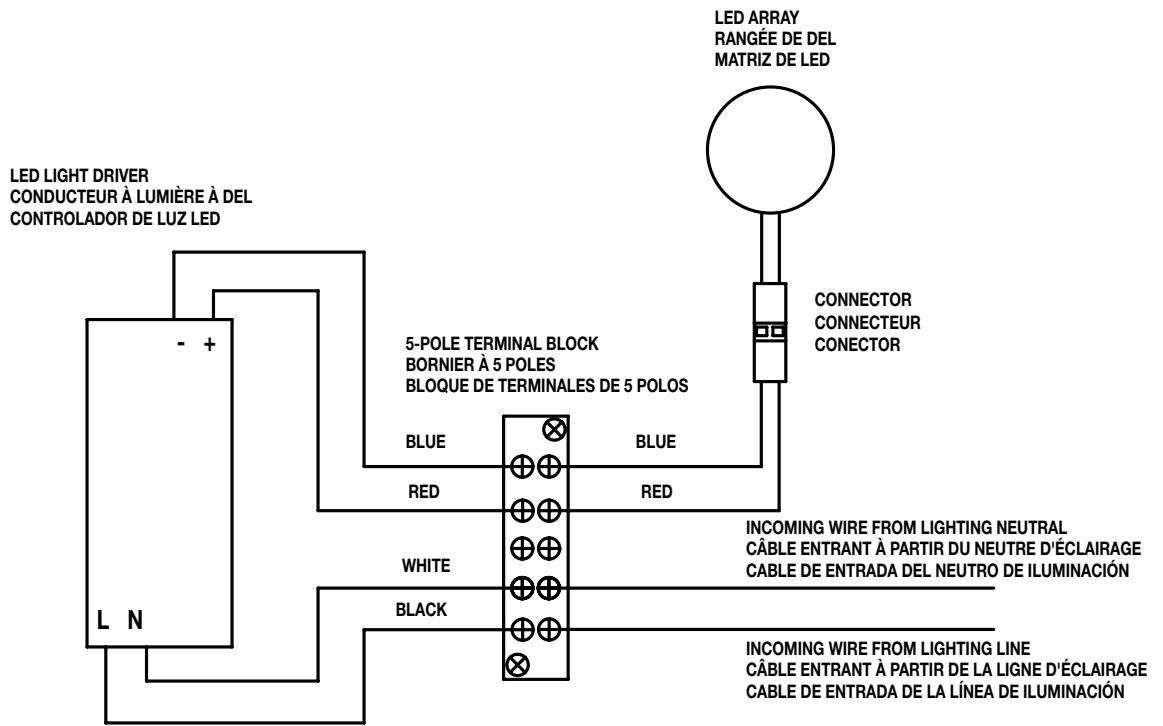 LED ARRAY
RANGÉE DE DEL
MATRIZ DE LED
LED LIGHT DRIVER
CONDUCTEUR À LUMIÈRE À DEL
CONTROLADOR DE LUZ LED
CONNECTOR
CONNECTEUR
CONECTOR
- +
5-POLE TERMINAL BLOCK
BORNIER À 5 POLES
BLOQUE DE TERMINALES DE 5 POLOS
BLUE
BLUE
RED
RED
INCOMING WIRE FROM LIGHTING NEUTRAL
CÂBLE ENTRANT À PARTIR DU NEUTRE D'ÉCLAIRAGE
CABLE DE ENTRADA DEL NEUTRO DE ILUMINACIÓN
WHITE
BLACK
L N
INCOMING WIRE FROM LIGHTING LINE
CÂBLE ENTRANT À PARTIR DE LA LIGNE D'ÉCLAIRAGE
CABLE DE ENTRADA DE LA LÍNEA DE ILUMINACIÓN